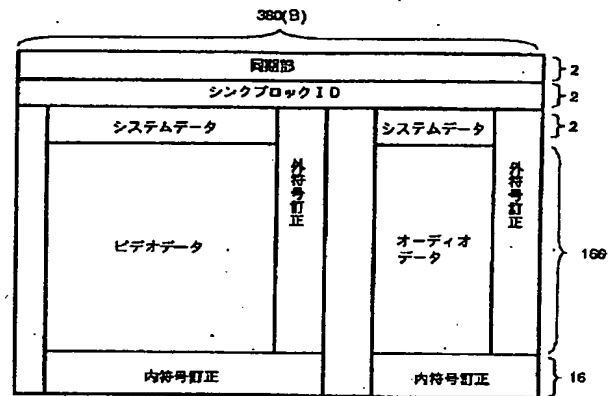 380(B)
同期部
2
シンクブロックID
2
システムデータ
システムデータ
2
外符号訂正
外符号訂正
ビデオデータ
オーディオ
データ
166
内符号訂正
内符号訂正
16